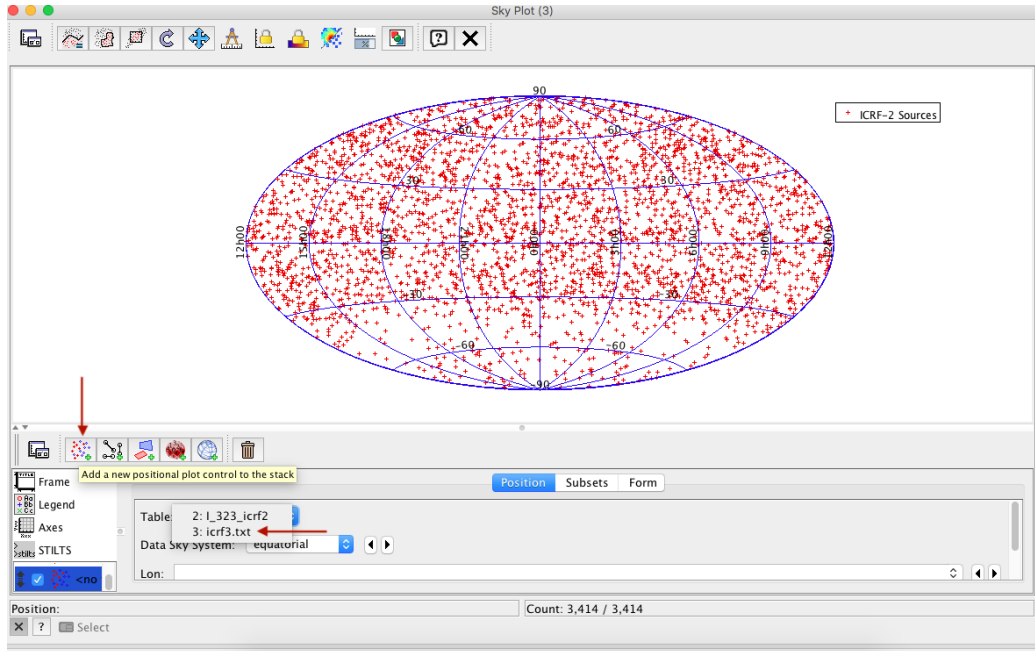 Sky Plot (3)
90
+ ICRF-2 Sources
-60
60
30
30
12h00
15h00
18h00
21h00
0h00
3h00
6h00
9h00
12h00
-30
-30
-60
-60
-90
Add a new positional plot control to the stack
Frame
Legend
Axes
STILTS
<no
Position Subsets Form
Table:
2: I_323_icrf2
3: icrf3.txt
Data Sky System: equatorial
Lon:
Position:
Count: 3,414 / 3,414
Select